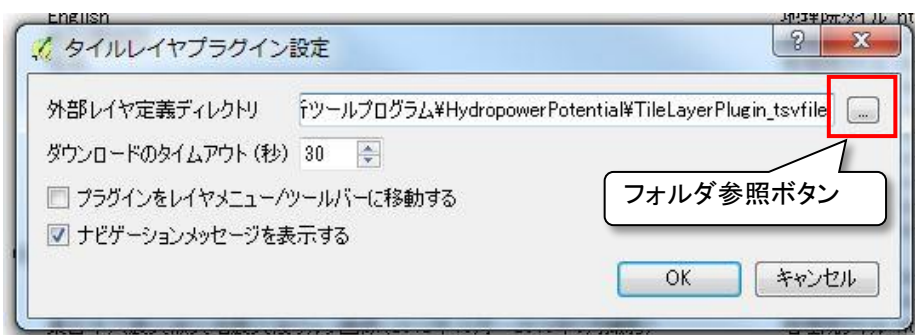 English
タイルレイヤプラグイン設定
外部レイヤ定義ディレクトリ ツールプログラム¥HydropowerPotential¥TileLayerPlugin_tsvfile ...
ダウンロードのタイムアウト(秒) 30
フォルダ参照ボタン
プラグインをレイヤメニュー/ツールバーに移動する
ナビゲーションメッセージを表示する
OK キャンセル